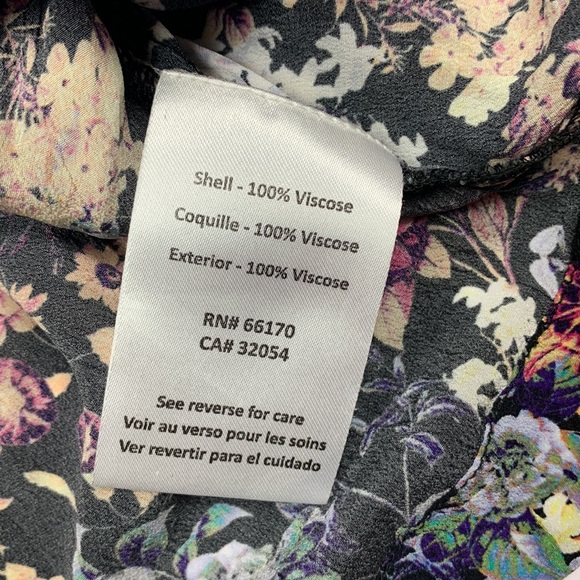 Shell - 100% Viscose
Coquille - 100% Viscose
Exterior - 100% Viscose
RN# 66170
CA# 32054
See reverse for care
Voir au verso pour les soins
Ver revertir para el cuidado